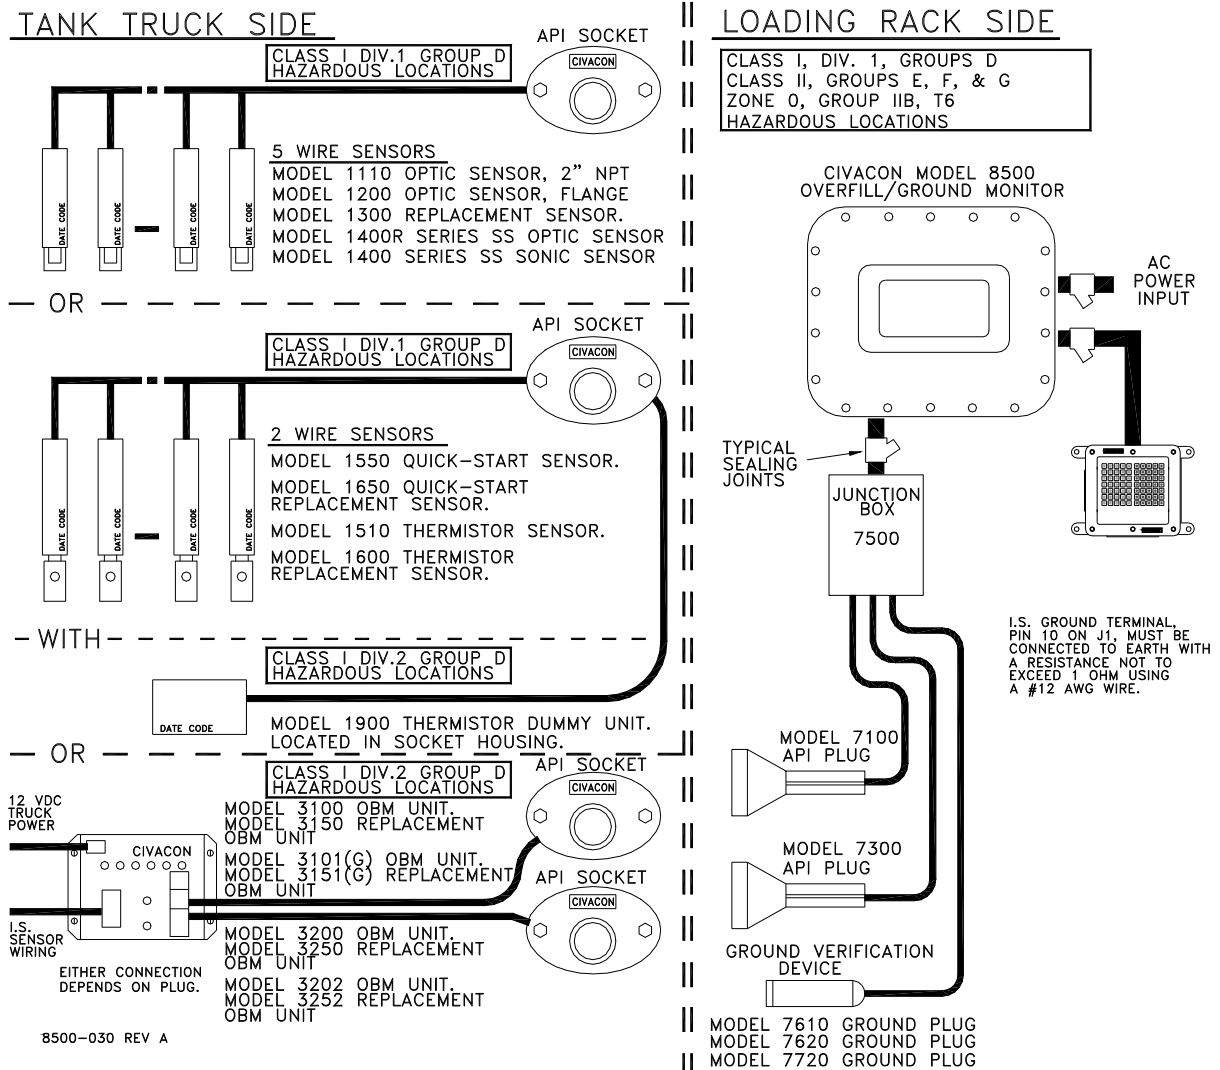 TANK TRUCK SIDE
CLASS I DIV.1 GROUP D
HAZARDOUS LOCATIONS
API SOCKET
CIVACON
DATE CODE
DATE CODE
DATE CODE
DATE CODE
5 WIRE SENSORS
MODEL 1110 OPTIC SENSOR, 2" NPT
MODEL 1200 OPTIC SENSOR, FLANGE
MODEL 1300 REPLACEMENT SENSOR.
MODEL 1400R SERIES SS OPTIC SENSOR
MODEL 1400 SERIES SS SONIC SENSOR
OR
CLASS I DIV.1 GROUP D
HAZARDOUS LOCATIONS
API SOCKET
CIVACON
DATE CODE
DATE CODE
DATE CODE
DATE CODE
2 WIRE SENSORS
MODEL 1550 QUICK-START SENSOR.
MODEL 1650 QUICK-START
REPLACEMENT SENSOR.
MODEL 1510 THERMISTOR SENSOR.
MODEL 1600 THERMISTOR
REPLACEMENT SENSOR.
WITH
CLASS I DIV.2 GROUP D
HAZARDOUS LOCATIONS
DATE CODE
MODEL 1900 THERMISTOR DUMMY UNIT.
LOCATED IN SOCKET HOUSING.
OR
CLASS I DIV.2 GROUP D
HAZARDOUS LOCATIONS
API SOCKET
CIVACON
12 VDC
TRUCK
POWER
CIVACON
MODEL 3100 OBM UNIT.
MODEL 3150 REPLACEMENT
OBM UNIT
MODEL 3101(G) OBM UNIT.
MODEL 3151(G) REPLACEMENT
OBM UNIT
API SOCKET
CIVACON
I.S.
SENSOR
WIRING
MODEL 3200 OBM UNIT.
MODEL 3250 REPLACEMENT
OBM UNIT
MODEL 3202 OBM UNIT.
MODEL 3252 REPLACEMENT
OBM UNIT
EITHER CONNECTION
DEPENDS ON PLUG.
8500-030 REV A
LOADING RACK SIDE
CLASS I, DIV. 1, GROUPS D
CLASS II, GROUPS E, F, & G
ZONE 0, GROUP IIB, T6
HAZARDOUS LOCATIONS
CIVACON MODEL 8500
OVERFILL/GROUND MONITOR
AC
POWER
INPUT
TYPICAL
SEALING
JOINTS
JUNCTION
BOX
7500
I.S. GROUND TERMINAL,
PIN 10 ON J1, MUST BE
CONNECTED TO EARTH WITH
A RESISTANCE NOT TO
EXCEED 1 OHM USING
A #12 AWG WIRE.
MODEL 7100
API PLUG
MODEL 7300
API PLUG
GROUND VERIFICATION
DEVICE
MODEL 7610 GROUND PLUG
MODEL 7620 GROUND PLUG
MODEL 7720 GROUND PLUG